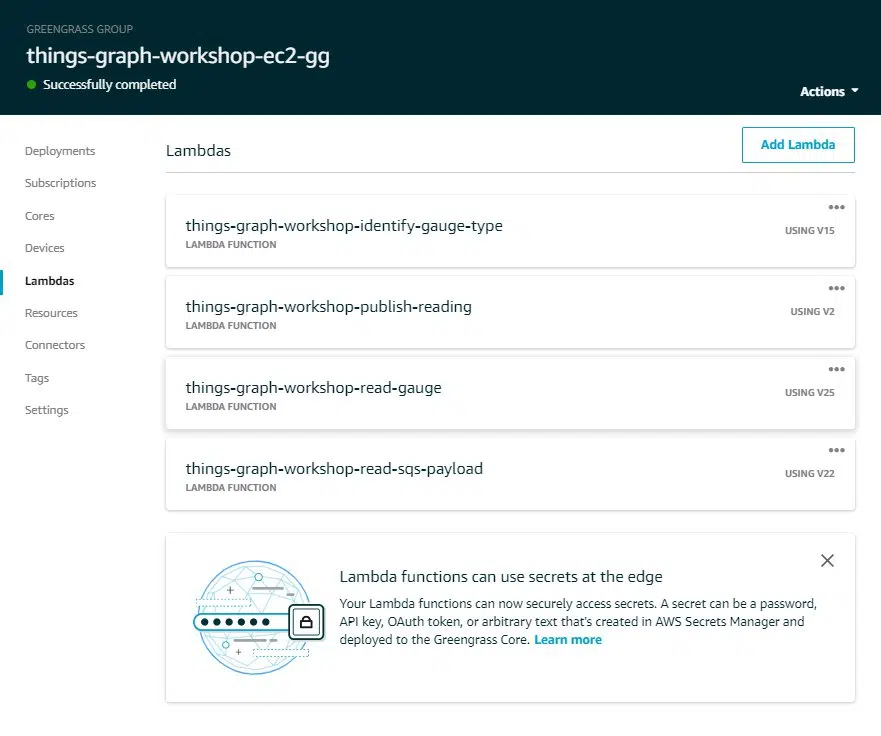 GREENGRASS GROUP
things-graph-workshop-ec2-gg
Successfully completed
Actions
Deployments
Subscriptions
Cores
Devices
Lambdas
Resources
Connectors
Tags
Settings
Lambdas
Add Lambda
things-graph-workshop-identify-gauge-type
LAMBDA FUNCTION
USING V15
things-graph-workshop-publish-reading
LAMBDA FUNCTION
USING V2
things-graph-workshop-read-gauge
LAMBDA FUNCTION
USING V25
things-graph-workshop-read-sqs-payload
LAMBDA FUNCTION
USING V22
Lambda functions can use secrets at the edge
Your Lambda functions can now securely access secrets. A secret can be a password,
API key, OAuth token, or arbitrary text that's created in AWS Secrets Manager and
deployed to the Greengrass Core. Learn more